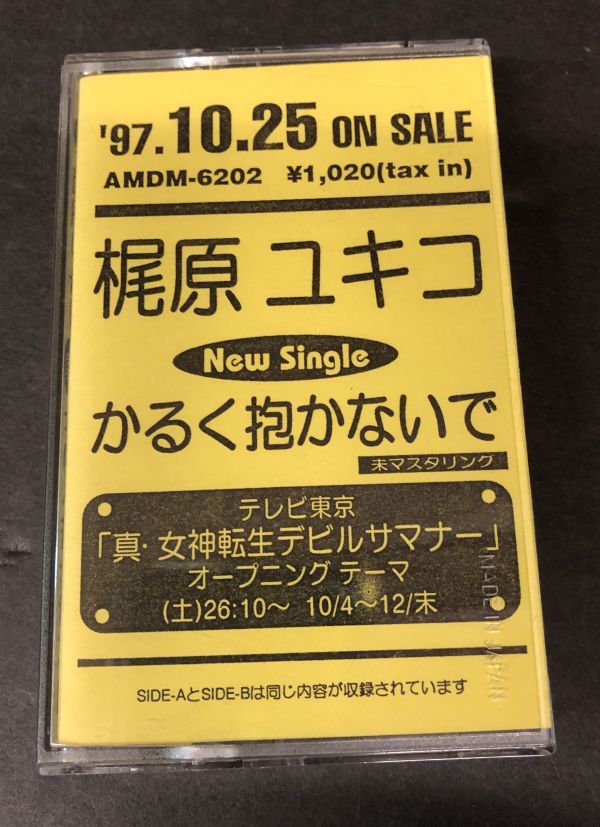 '97.10.25 ON SALE
AMDM-6202 ¥1,020(tax in)
梶原 ユキコ
New Single
かるく抱かないで
未マスタリング
テレビ東京
「真・女神転生デビルサマナー」
オープニング テーマ
(土)26:10〜 10/4〜12/末
MADE IN JAPAN
SIDE-AとSIDE-Bは同じ内容が収録されています